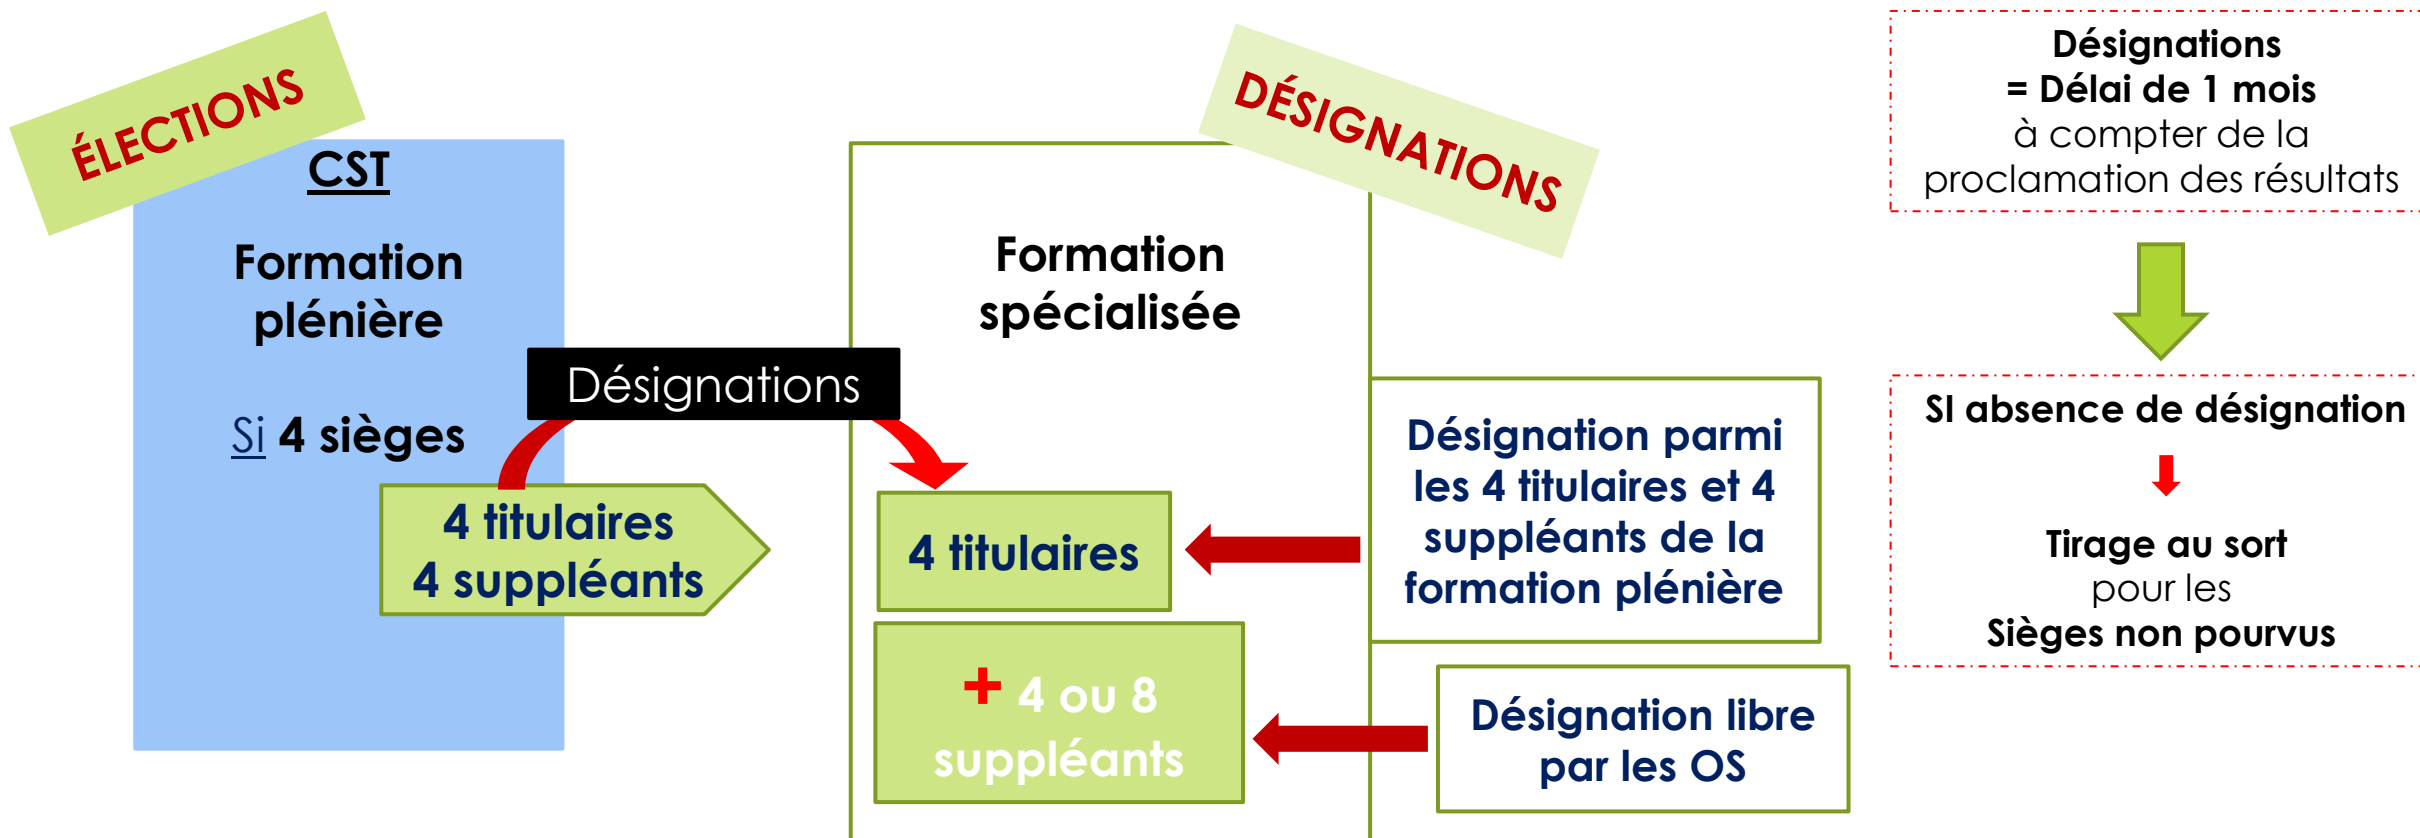 ÉLECTIONS
CST
Formation
plénière
Si 4 sièges
4 titulaires
4 suppléants
Désignations
DÉSIGNATIONS
Formation
spécialisée
4 titulaires
+ 4 ou 8
suppléants
Désignation parmi
les 4 titulaires et 4
suppléants de la
formation plénière
Désignation libre
par les OS
Désignations
= Délai de 1 mois
à compter de la
proclamation des résultats
SI absence de désignation
Tirage au sort
pour les
Sièges non pourvus